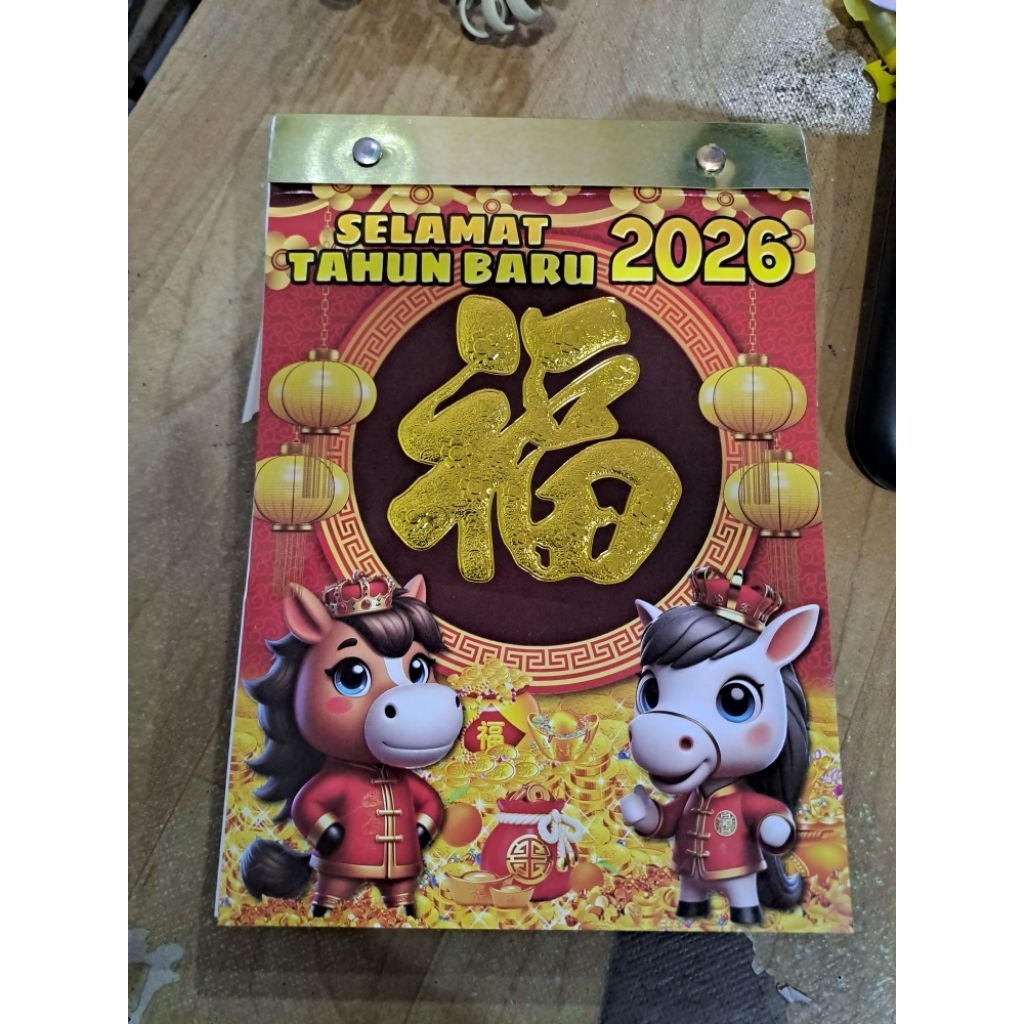 SELAMAT
TAHUN BARU 2026
福
福